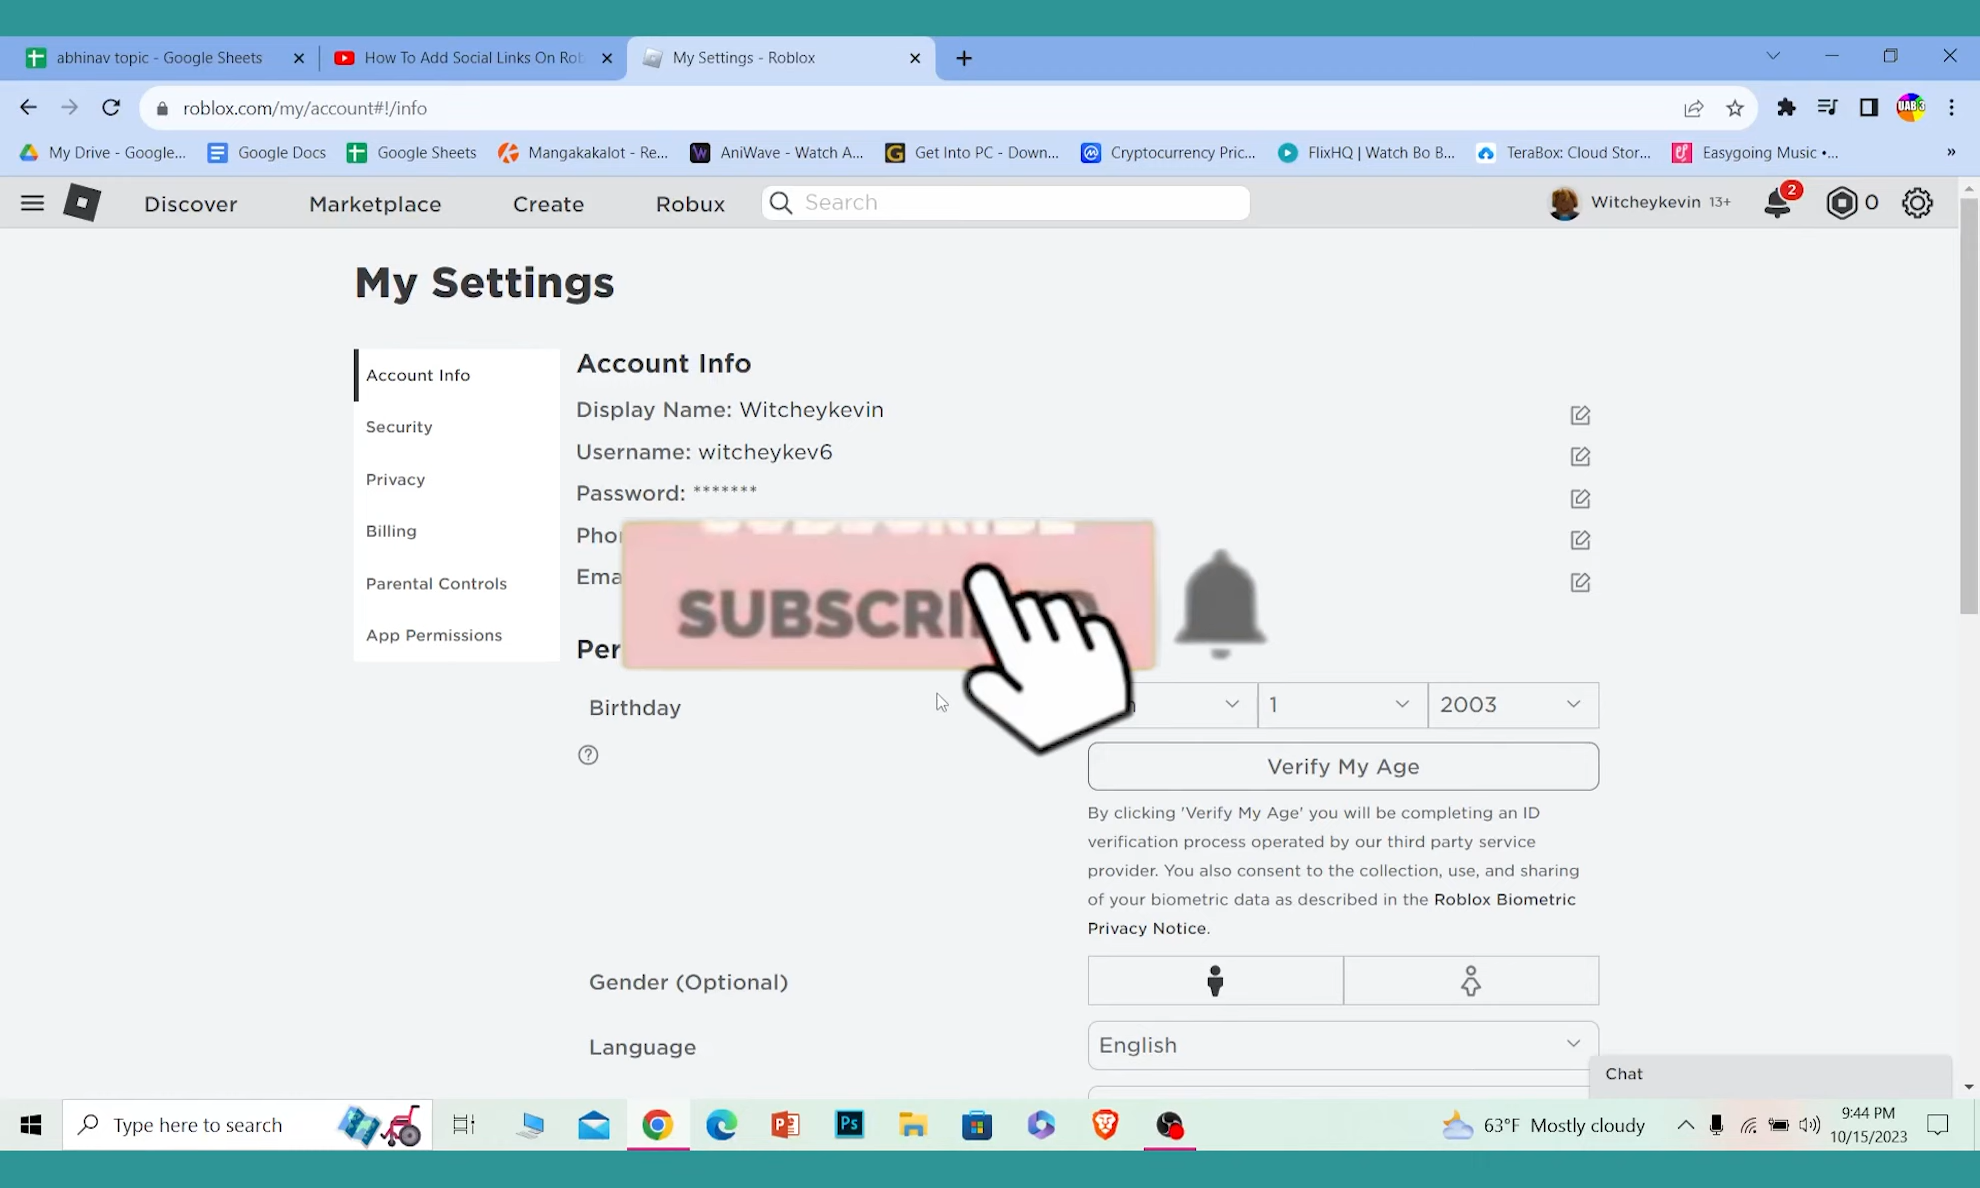 abhinav topic - Google Sheets
How To Add Social Links On Rob
My Settings - Roblox
roblox.com/my/account#!/info
UAB 3
My Drive - Google...
Google Docs
Google Sheets
Mangakakalot - Re...
AniWave - Watch A...
Get Into PC - Down...
Cryptocurrency Pric...
FlixHQ | Watch Bo B...
TeraBox: Cloud Stor...
Easygoing Music •...
»
Discover
Marketplace
Create
Robux
Search
Witcheykevin 13+
2
0
My Settings
Account Info
Security
Privacy
Billing
Parental Controls
App Permissions
Account Info
Display Name: Witcheykevin
Username: witcheykev6
Password: *******
Pho
Ema
SUBSCRI
Per
Birthday
1
2003
Verify My Age
By clicking 'Verify My Age' you will be completing an ID
verification process operated by our third party service
provider. You also consent to the collection, use, and sharing
of your biometric data as described in the Roblox Biometric
Privacy Notice.
Gender (Optional)
Language
English
Chat
Type here to search
Ps
63°F Mostly cloudy
9:44 PM
10/15/2023